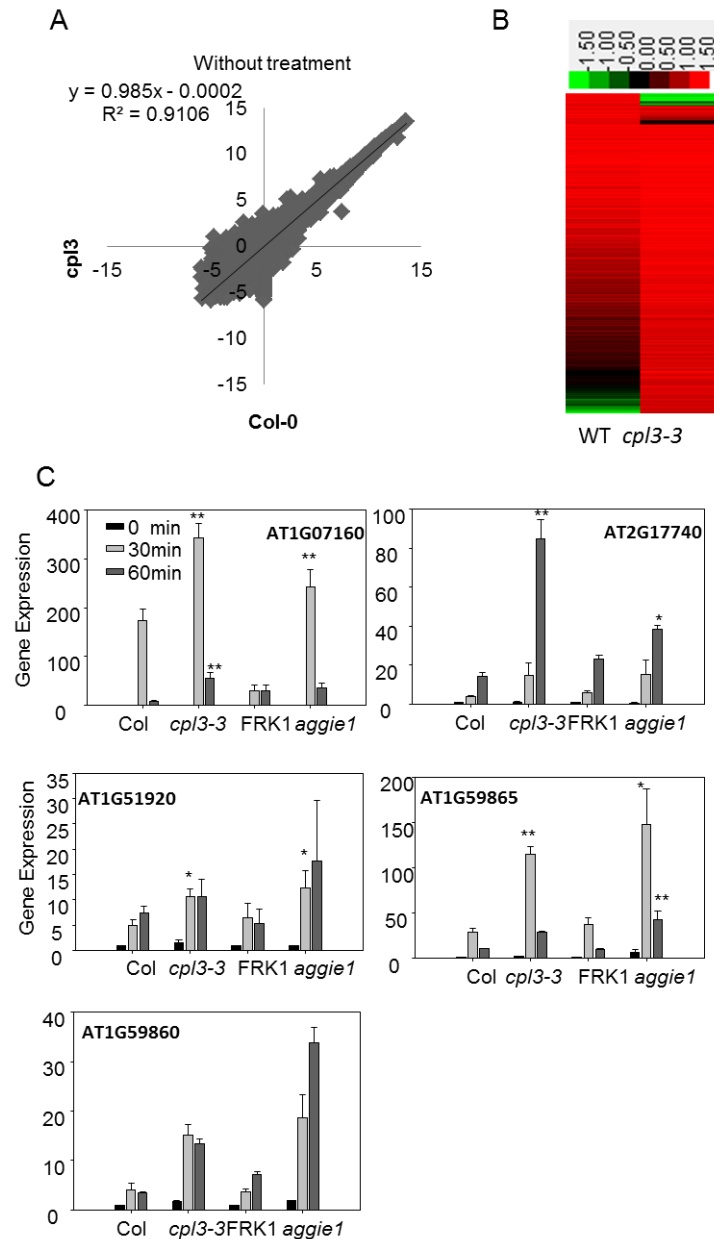 A
Without treatment
y = 0.985x - 0.0002
R² = 0.9106
15
10
5
0
-15
-5
5
15
-5
-10
-15
cpl3
Col-0
B
-1.50
-1.00
-0.50
0.00
0.50
1.00
1.50
WT cpl3-3
C
Gene Expression
400
300
200
100
0
0 min
30min
60min
AT1G07160
**
**
**
Col cpl3-3 FRK1 aggie1
100
80
60
40
20
0
AT2G17740
**
*
Col cpl3-3 FRK1 aggie1
Gene Expression
35
30
25
20
15
10
5
0
AT1G51920
*
*
Col cpl3-3 FRK1 aggie1
200
150
100
50
0
AT1G59865
**
*
**
Col cpl3-3 FRK1 aggie1
40
30
20
10
0
AT1G59860
Col cpl3-3FRK1 aggie1